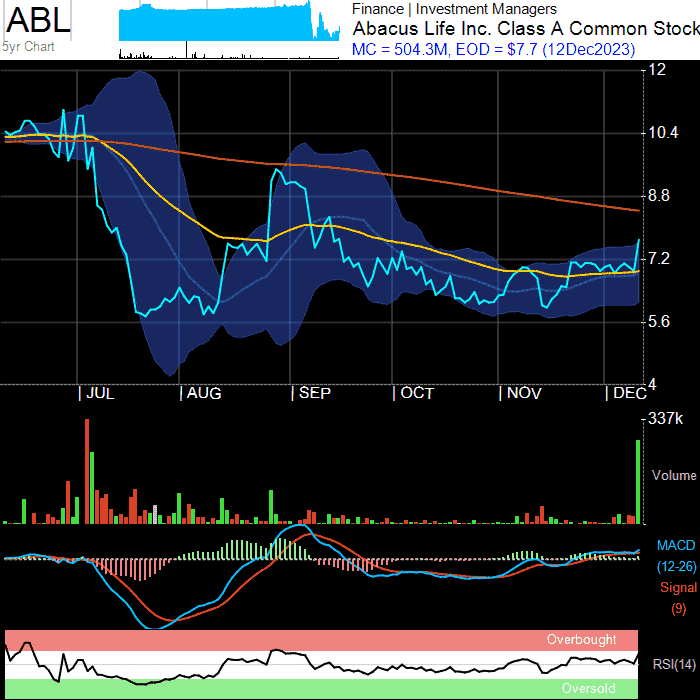 ABL
5yr Chart
Finance | Investment Managers
Abacus Life Inc. Class A Common Stock
MC = 504.3M, EOD = $7.7 (12Dec2023)
12
10.4
8.8
7.2
5.6
4
| JUL | AUG | SEP | OCT | NOV | DEC
337k
Volume
MACD
(12-26)
Signal
(9)
Overbought
RSI(14)
Oversold